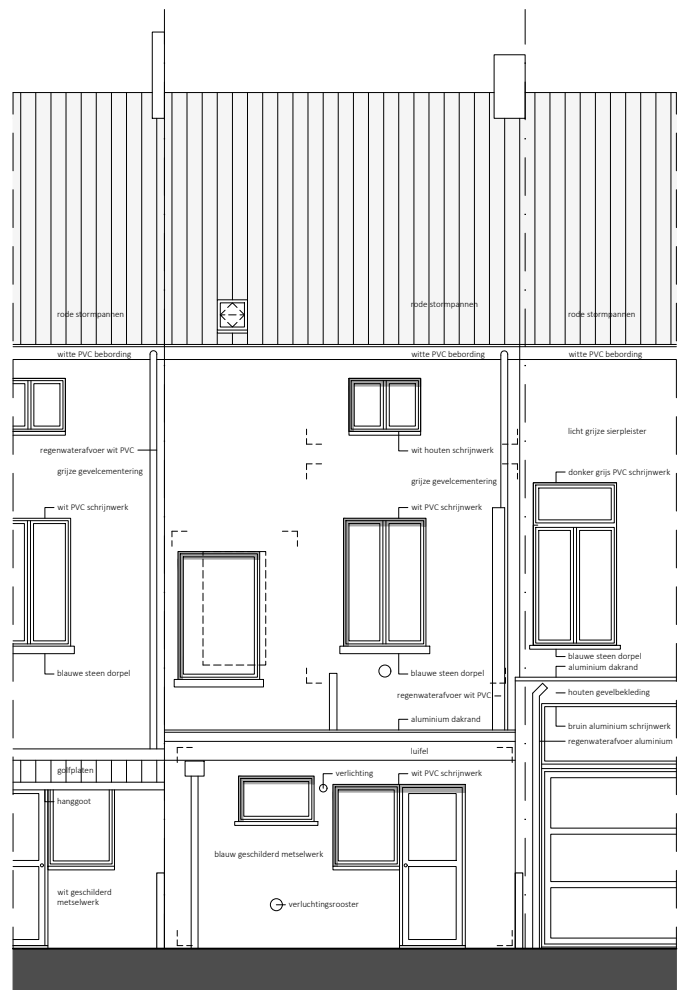 rode stormpannen
rode stormpannen
rode stormpannen
witte PVC bebording
witte PVC bebording
witte PVC bebording
licht grijze sierpleister
regenwaterafvoer wit PVC
wit houten schrijnwerk
grijze gevelcementering
donker grijs PVC schrijnwerk
grijze gevelcementering
wit PVC schrijnwerk
wit PVC schrijnwerk
blauwe steen dorpel
aluminium dakrand
blauwe steen dorpel
blauwe steen dorpel
houten gevelbekleding
regenwaterafvoer wit PVC
aluminium dakrand
bruin aluminium schrijnwerk
regenwaterafvoer aluminium
luifel
golfplaten
verlichting
wit PVC schrijnwerk
hanggoot
blauw geschilderd metselwerk
wit geschilderd
metselwerk
verluchtingsrooster